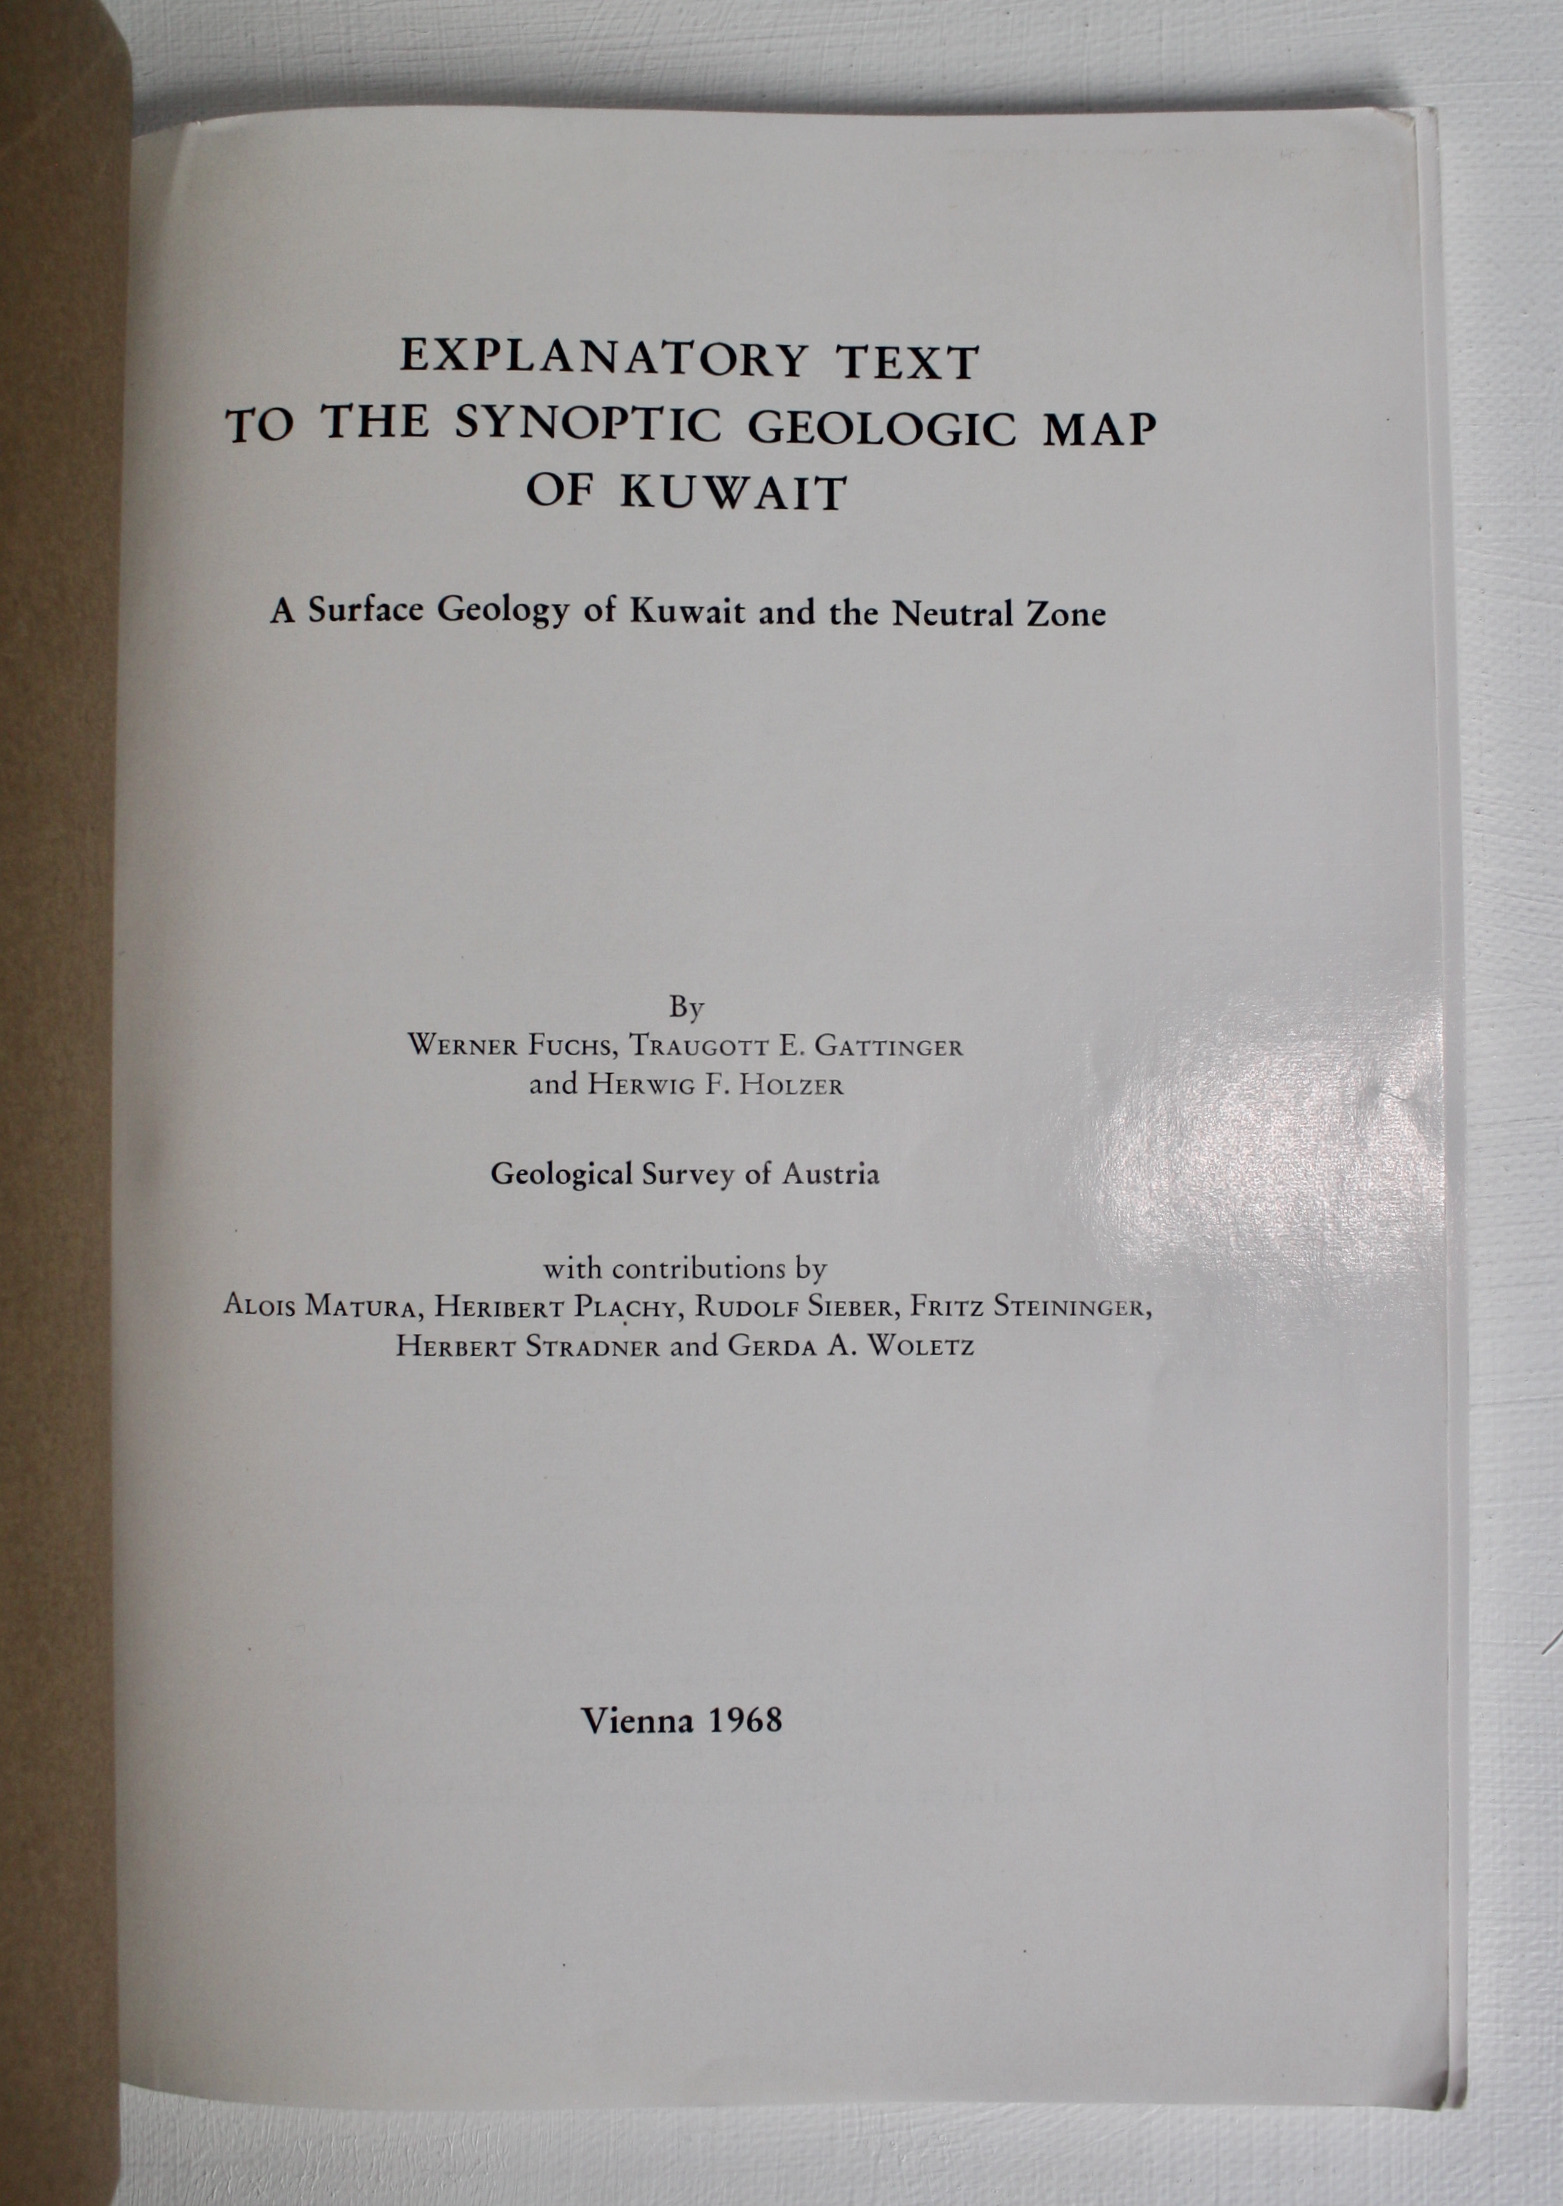 EXPLANATORY TEXT
TO THE SYNOPTIC GEOLOGIC MAP
OF KUWAIT
A Surface Geology of Kuwait and the Neutral Zone
By
WERNER FUCHS, TRAUGOTT E. GATTINGER
and HERWIG F. HOLZER
Geological Survey of Austria
with contributions by
ALOIS MATURA, HERIBERT PLACHY, RUDOLF SIEBER, FRITZ STEININGER,
HERBERT STRADNER and GERDA A. WOLETZ
Vienna 1968